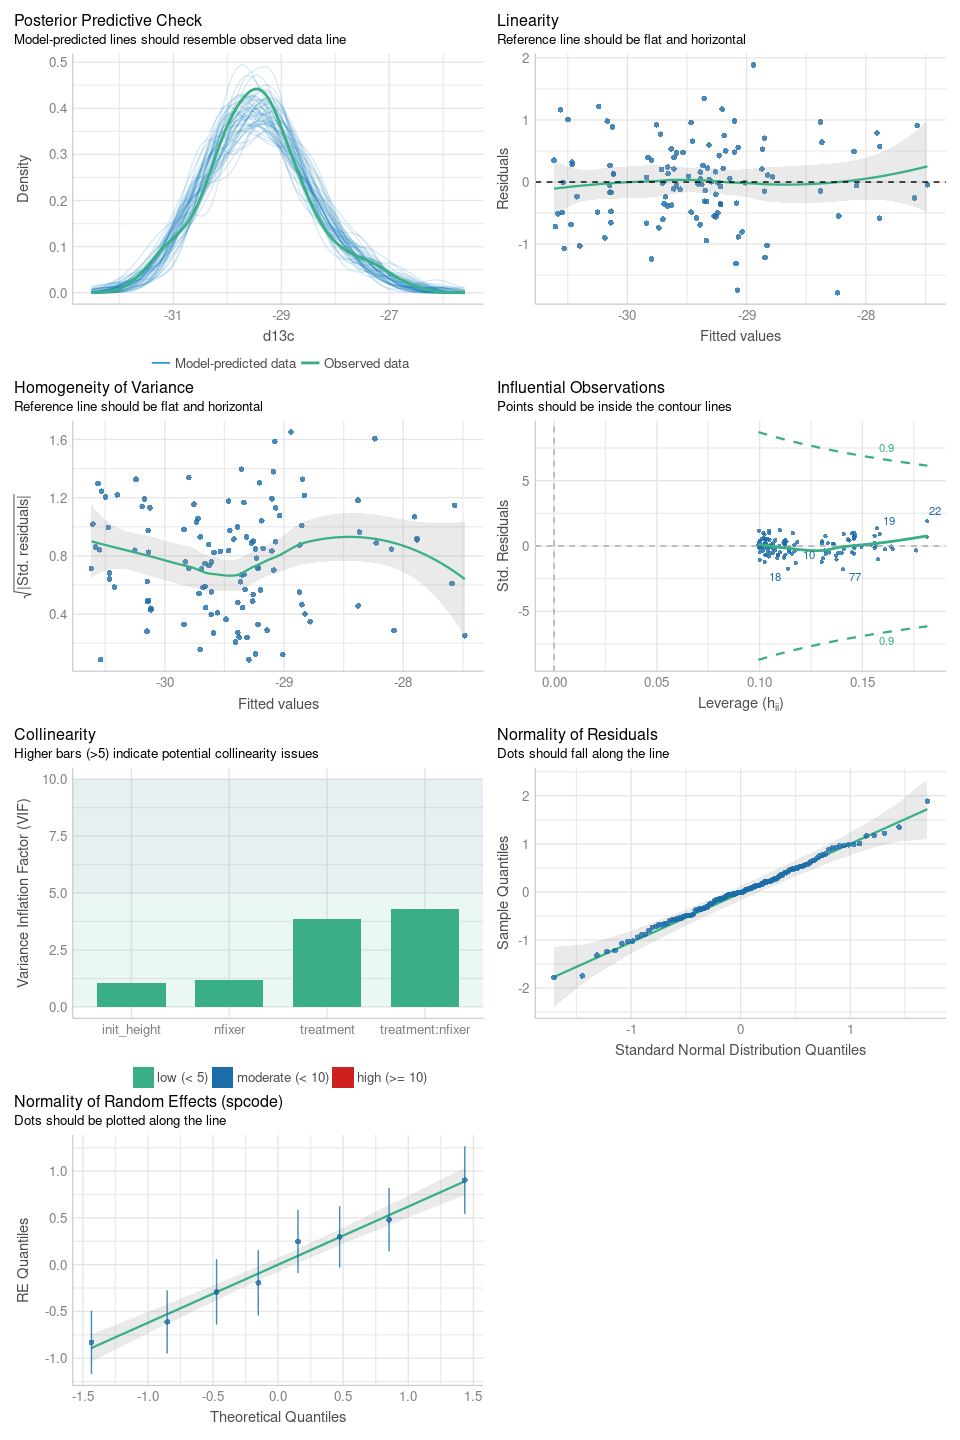 Posterior Predictive Check
Model-predicted lines should resemble observed data line
0.5
0.4
0.3
0.2
0.1
0.0
Density
-31
-29
-27
d13c
Model-predicted data
Observed data
Linearity
Reference line should be flat and horizontal
2
1
0
-1
Residuals
-30
-29
-28
Fitted values
Homogeneity of Variance
Reference line should be flat and horizontal
1.6
1.2
0.8
0.4
√|Std. residuals|
-30
-29
-28
Fitted values
Influential Observations
Points should be inside the contour lines
5
0
-5
Std. Residuals
0.9
19
22
10
18
77
0.9
0.00
0.05
0.10
0.15
Leverage (hii)
Collinearity
Higher bars (>5) indicate potential collinearity issues
10.0
7.5
5.0
2.5
0.0
Variance Inflation Factor (VIF)
init_height
nfixer
treatment
treatment:nfixer
low (< 5)
moderate (< 10)
high (>= 10)
Normality of Residuals
Dots should fall along the line
2
1
0
-1
-2
Sample Quantiles
-1
0
1
Standard Normal Distribution Quantiles
Normality of Random Effects (spcode)
Dots should be plotted along the line
1.0
0.5
0.0
-0.5
-1.0
RE Quantiles
-1.5
-1.0
-0.5
0.0
0.5
1.0
1.5
Theoretical Quantiles